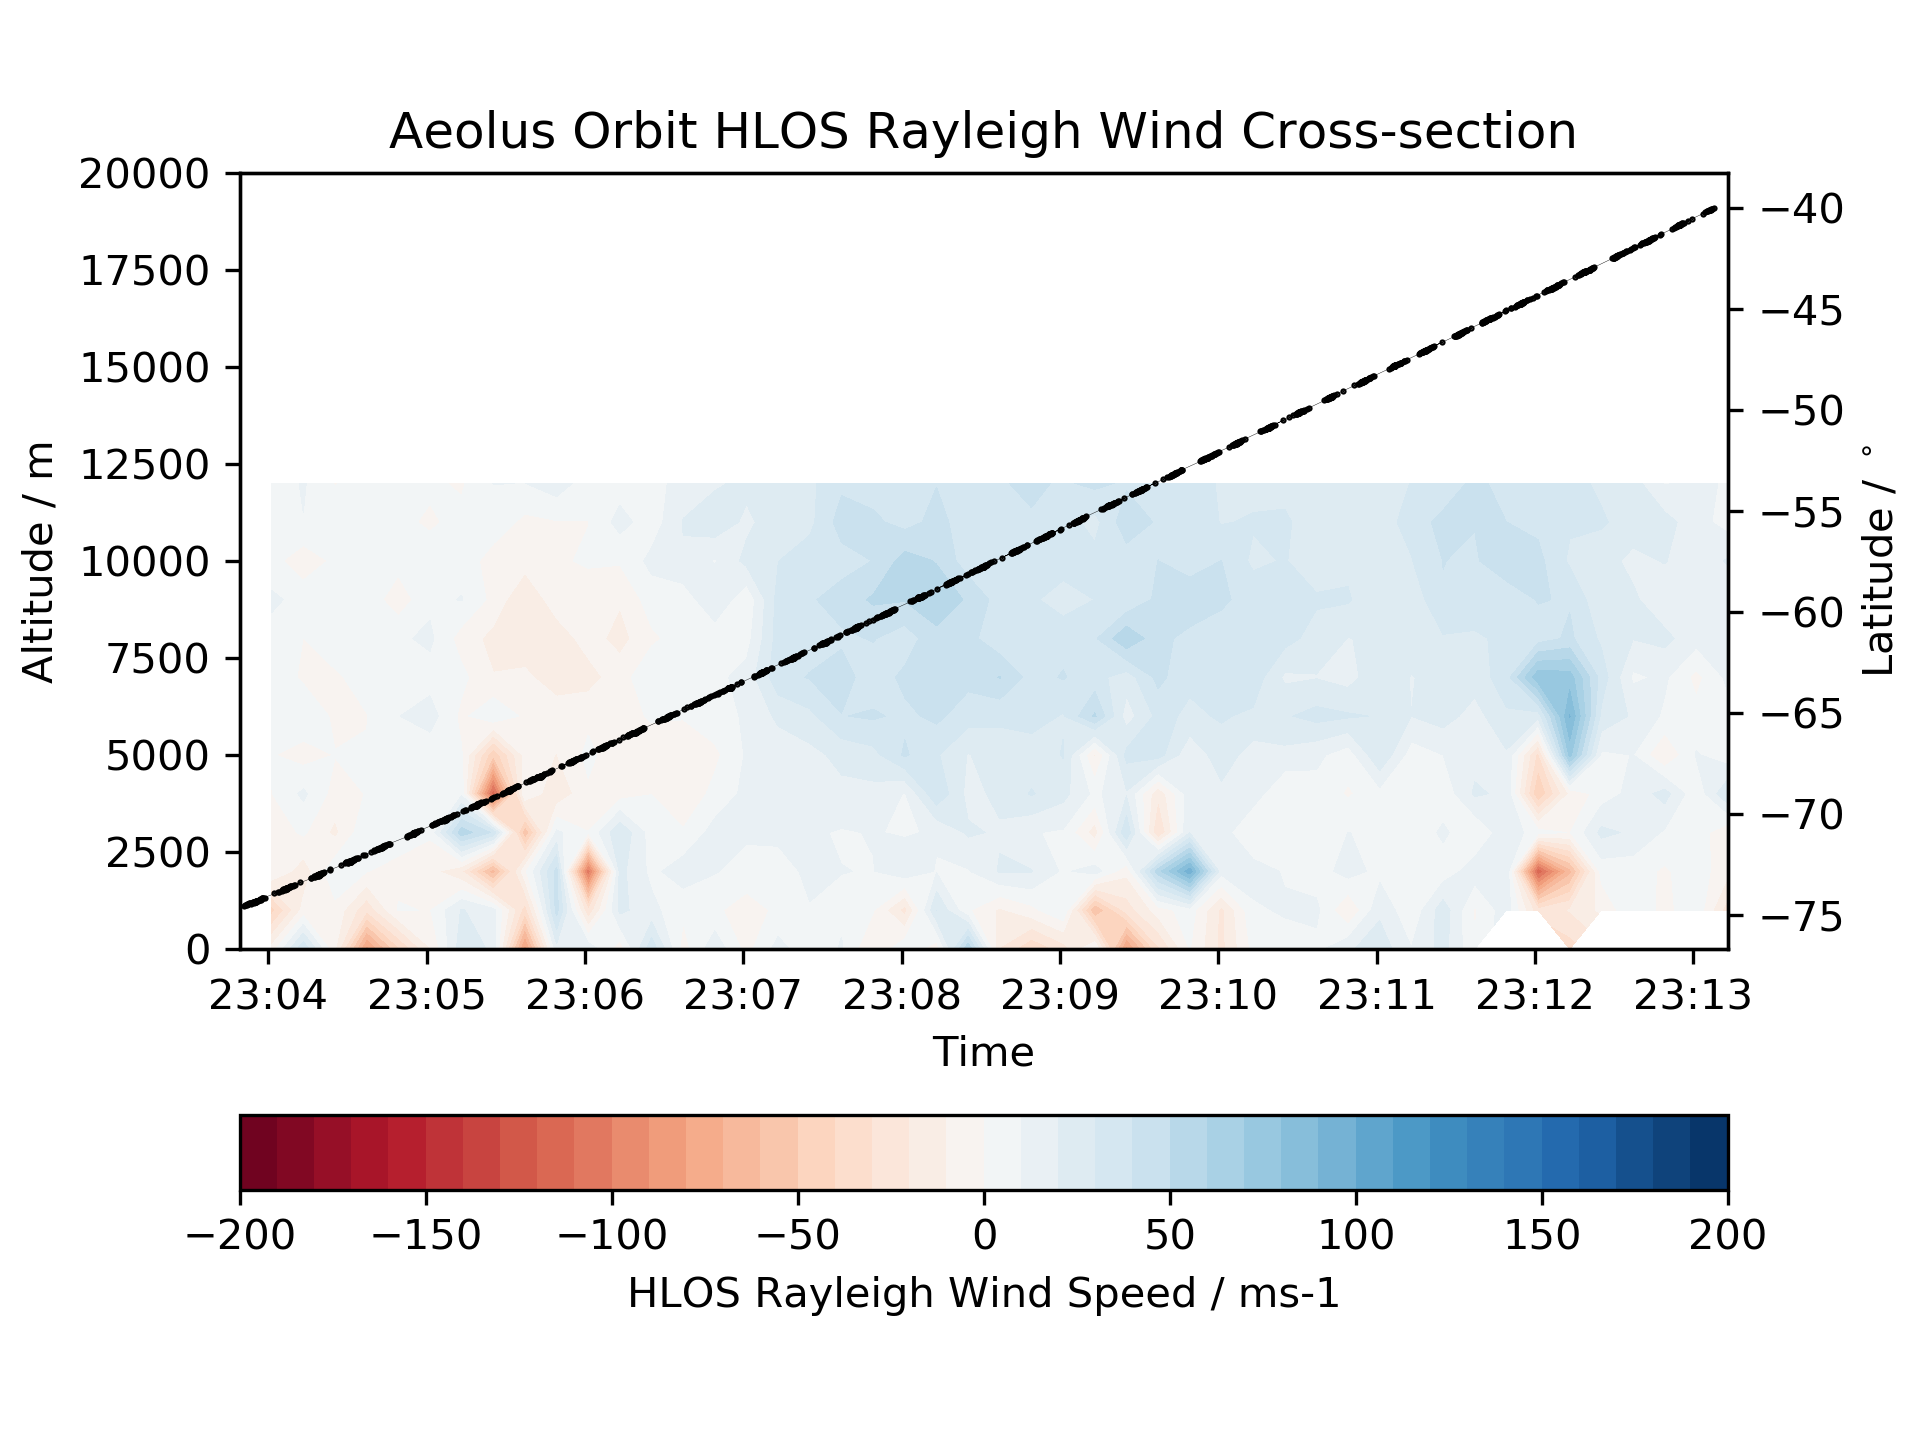 Aeolus Orbit HLOS Rayleigh Wind Cross-section
20000
17500
15000
12500
10000
7500
5000
2500
0
Altitude / m
−40
−45
−50
−55
−60
−65
−70
−75
Latitude / °
23:04 23:05 23:06 23:07 23:08 23:09 23:10 23:11 23:12 23:13
Time
−200 −150 −100 −50 0 50 100 150 200
HLOS Rayleigh Wind Speed / ms-1